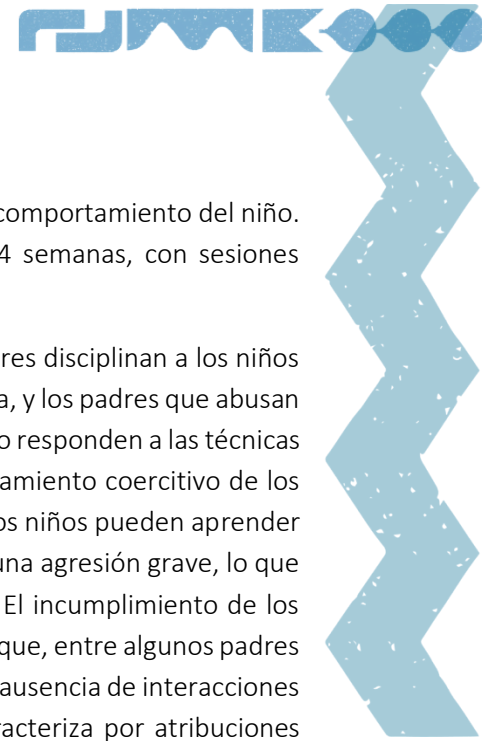 comportamiento del niño.
4 semanas, con sesiones
res disciplinan a los niños
a, y los padres que abusan
o responden a las técnicas
amiento coercitivo de los
os niños pueden aprender
una agresión grave, lo que
El incumplimiento de los
que, entre algunos padres
ausencia de interacciones
racteriza por atribuciones